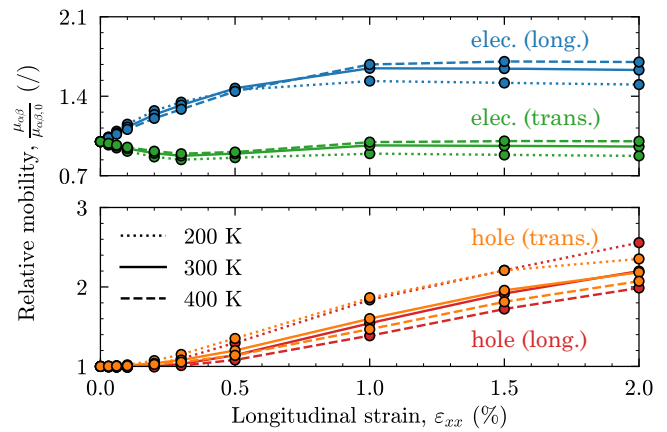 2.1
1.4
0.7
elec. (long.)
elec. (trans.)
Relative mobility, μαβ/μαβ,0 (/)
3
2
1
200 K
300 K
400 K
hole (trans.)
hole (long.)
0.0 0.5 1.0 1.5 2.0
Longitudinal strain, εxx (%)